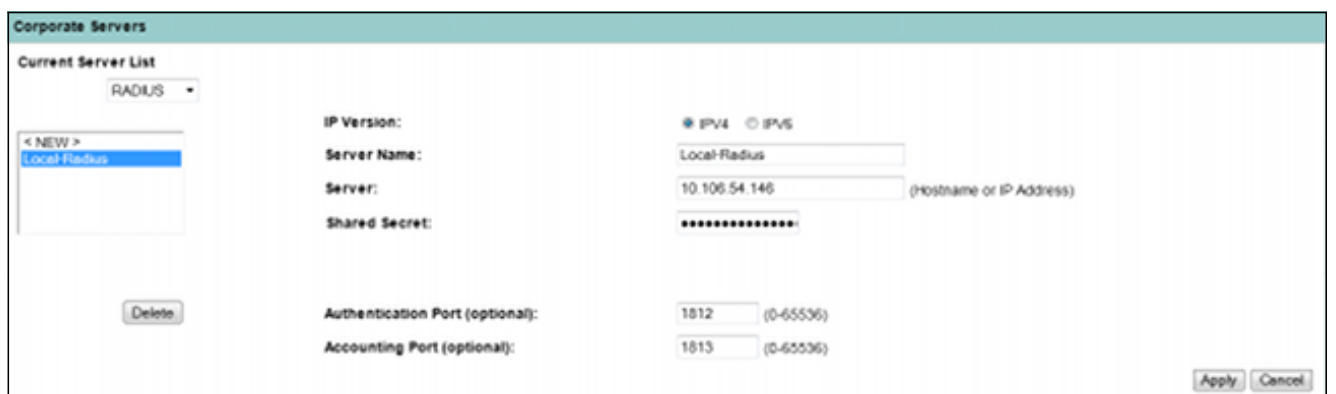 Corporate Servers
Current Server List
RADIUS
< NEW >
Local-Radius
IP Version: IPV4 IPV6
Server Name: Local-Radius
Server: 10.106.54.146 (Hostname or IP Address)
Shared Secret: •••••••••••••••
Delete
Authentication Port (optional): 1812 (0-65536)
Accounting Port (optional): 1813 (0-65536)
Apply Cancel